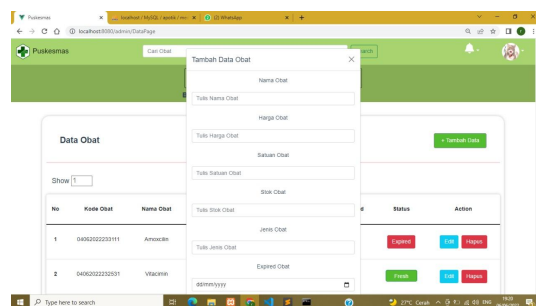 Puskesmas
localhost / MySQL / apotik /
(2) WhatsApp
localhost:8080/admin/DataPage
Puskesmas
Cari Obat
Search
Tambah Data Obat
Nama Obat
Tulis Nama Obat
Harga Obat
Tulis Harga Obat
Satuan Obat
Tulis Satuan Obat
Stok Obat
Tulis Stok Obat
Jenis Obat
Tulis Jenis Obat
Expired Obat
dd/mm/yyyy
Data Obat
+ Tambah Data
Show 1
No Kode Obat Nama Obat Status Action
1 04062022233111 Amoxcilin Expired Edit Hapus
2 04062022232531 Vitacimin Fresh Edit Hapus
Type here to search
27°C Cerah
ENG
19:20